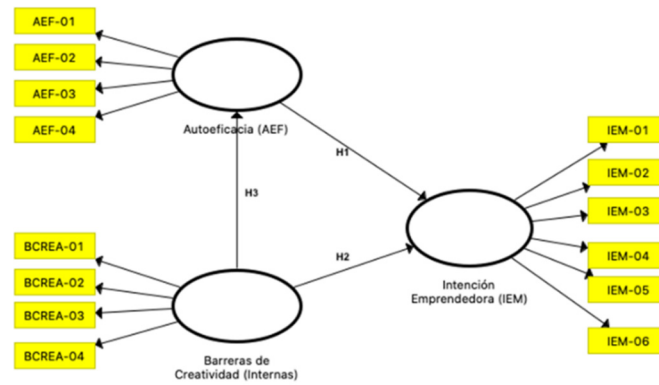 AEF-01
AEF-02
AEF-03
AEF-04
Autoeficacia (AEF)
H1
H3
H2
IEM-01
IEM-02
IEM-03
IEM-04
IEM-05
IEM-06
Intención
Emprendedora (IEM)
BCREA-01
BCREA-02
BCREA-03
BCREA-04
Barreras de
Creatividad (Internas)